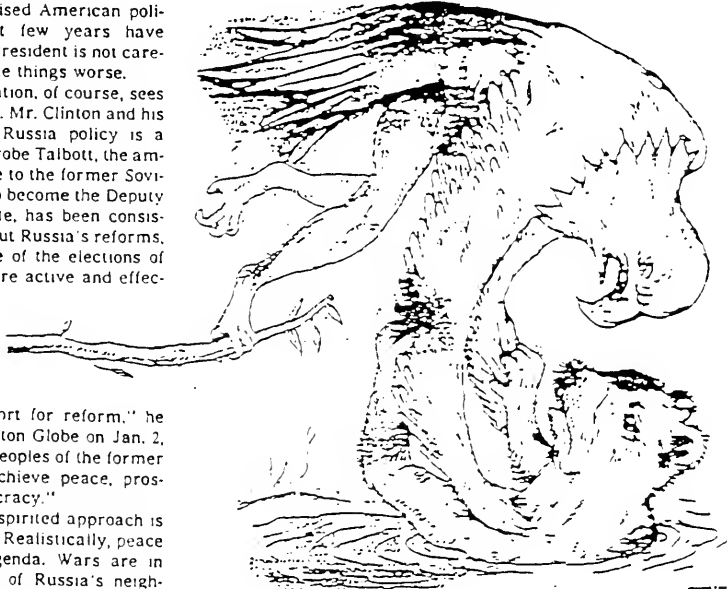 ised American poli-
t few years have
resident is not care-
e things worse.
ation, of course, sees
. Mr. Clinton and his
Russia policy is a
robe Talbott, the am-
e to the former Sovi-
o become the Deputy
te, has been consis-
ut Russia's reforms,
e of the elections of
re active and effec-
ort for reform," he
ton Globe on Jan. 2,
eoples of the former
chieve peace, pros-
cracy."
spirited approach is
Realistically, peace
genda. Wars are in
of Russia's neigh-